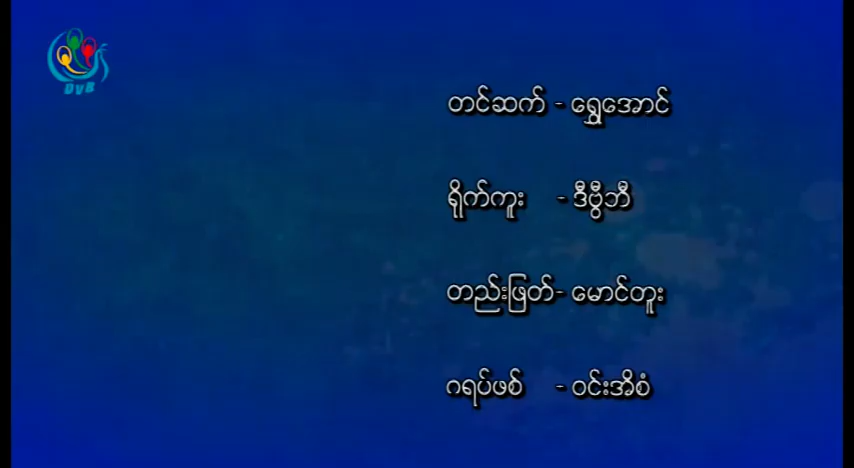 DVB
တင်ဆက် - ရွှေအောင်
ရိုက်ကူး - ဒီဗွီဘီ
တည်းဖြတ် - မောင်တူး
ဂရပ်ဖစ် - ဝင်းအိစံ